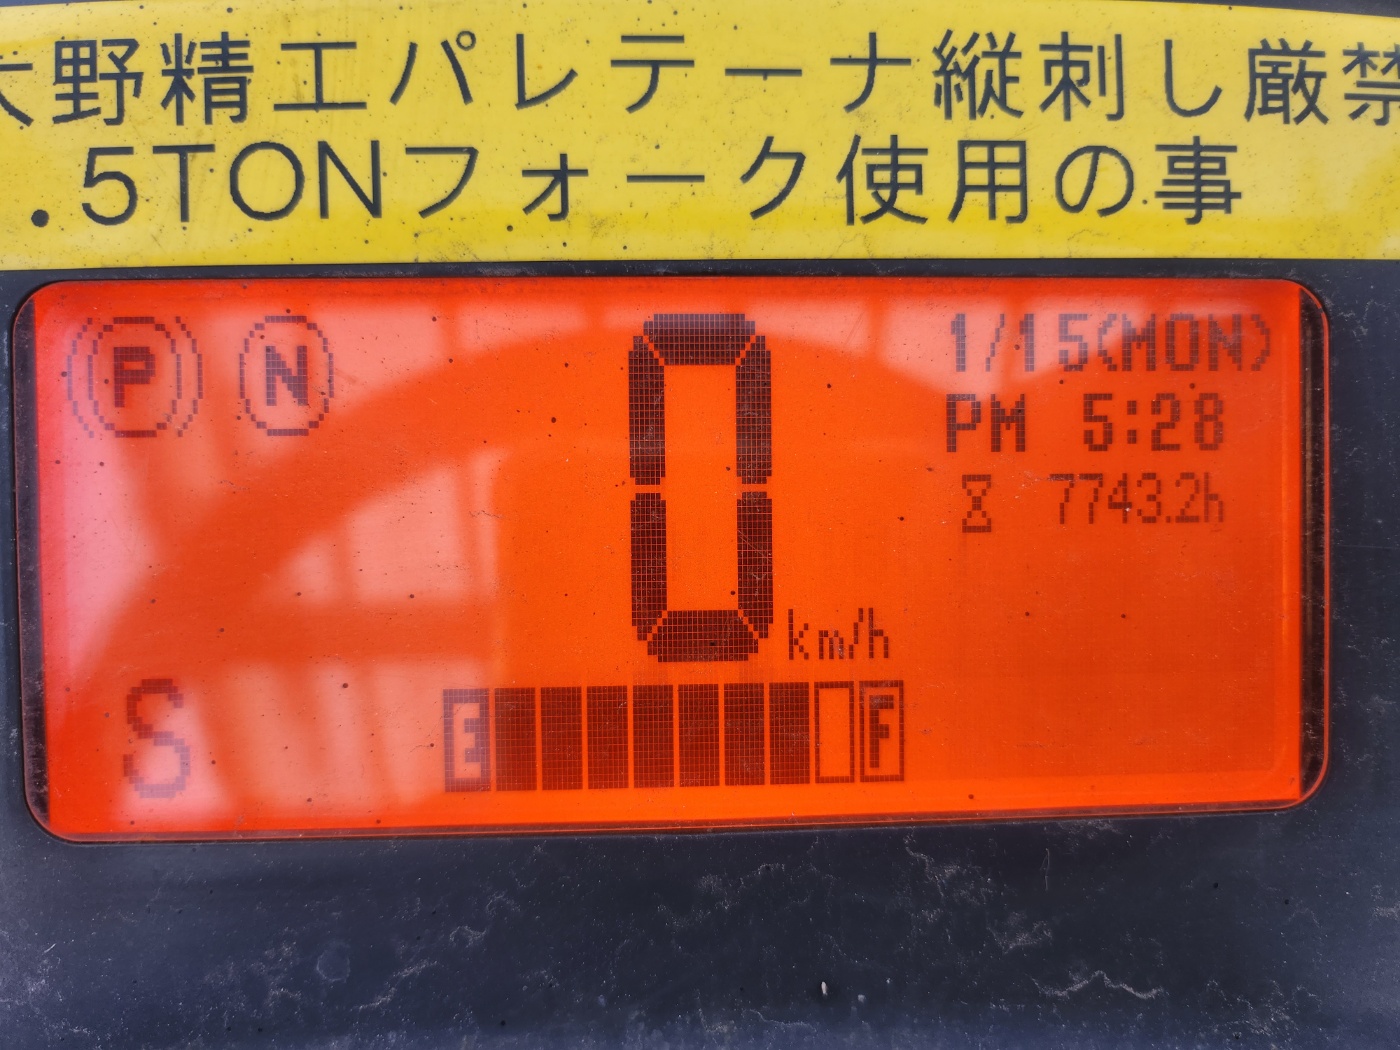 大野精工パレテーナ縦刺し厳禁
.5TONフォーク使用の事
P N
0 km/h
1/15(MON)
PM 5:28
7743.2h
S
E F